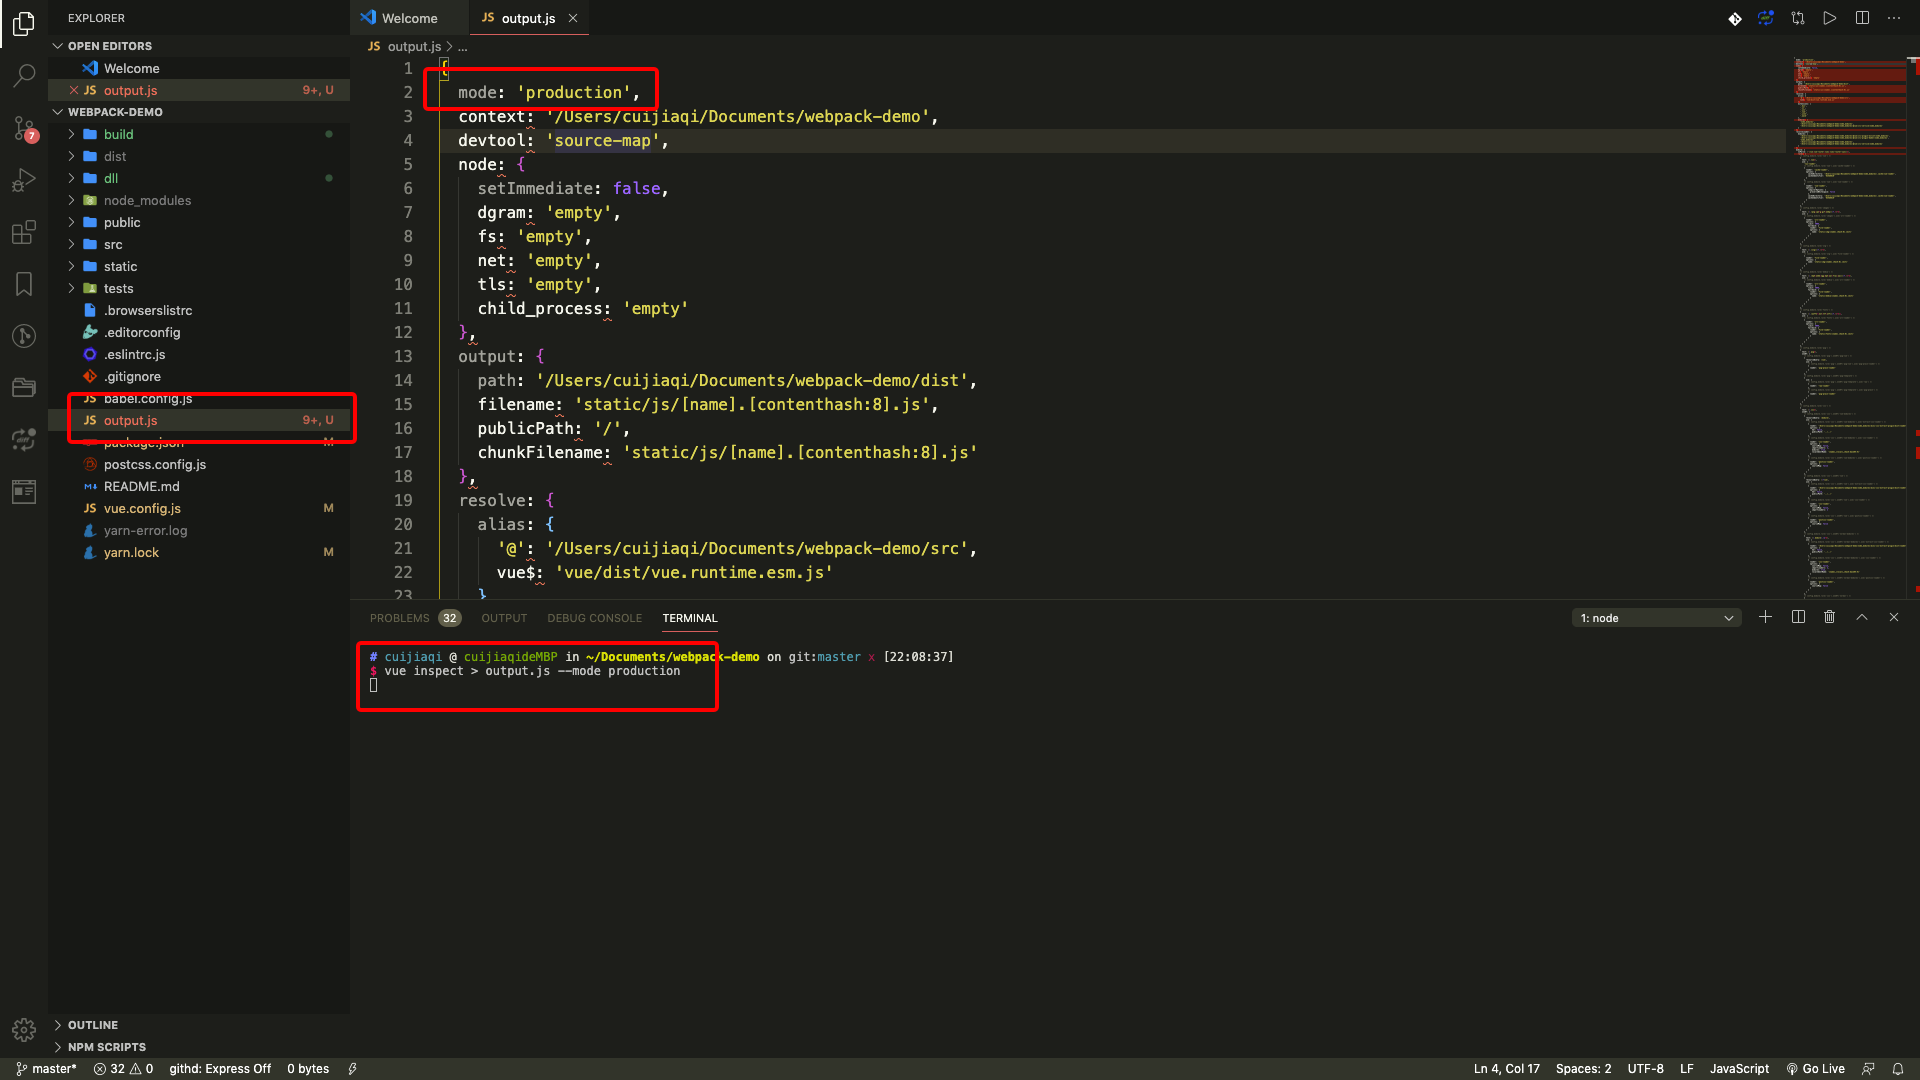 EXPLORER
OPEN EDITORS
Welcome
JS output.js 9+, U
WEBPACK-DEMO
build
dist
dll
node_modules
public
src
static
tests
.browserslistrc
.editorconfig
.eslintrc.js
.gitignore
JS babel.config.js
JS output.js 9+, U
package.json M
postcss.config.js
README.md
JS vue.config.js M
yarn-error.log
yarn.lock M
OUTLINE
NPM SCRIPTS
7
Welcome
JS output.js
JS output.js > ...
1 {
2 mode: 'production',
3 context: '/Users/cuijiaqi/Documents/webpack-demo',
4 devtool: 'source-map',
5 node: {
6 setImmediate: false,
7 dgram: 'empty',
8 fs: 'empty',
9 net: 'empty',
10 tls: 'empty',
11 child_process: 'empty'
12 },
13 output: {
14 path: '/Users/cuijiaqi/Documents/webpack-demo/dist',
15 filename: 'static/js/[name].[contenthash:8].js',
16 publicPath: '/',
17 chunkFilename: 'static/js/[name].[contenthash:8].js'
18 },
19 resolve: {
20 alias: {
21 '@': '/Users/cuijiaqi/Documents/webpack-demo/src',
22 vue$: 'vue/dist/vue.runtime.esm.js'
23 }
PROBLEMS 32 OUTPUT DEBUG CONSOLE TERMINAL
1: node
# cuijiaqi @ cuijiaqideMBP in ~/Documents/webpack-demo on git:master x [22:08:37]
$ vue inspect > output.js --mode production
master* 32 0 githd: Express Off 0 bytes
Ln 4, Col 17 Spaces: 2 UTF-8 LF JavaScript Go Live